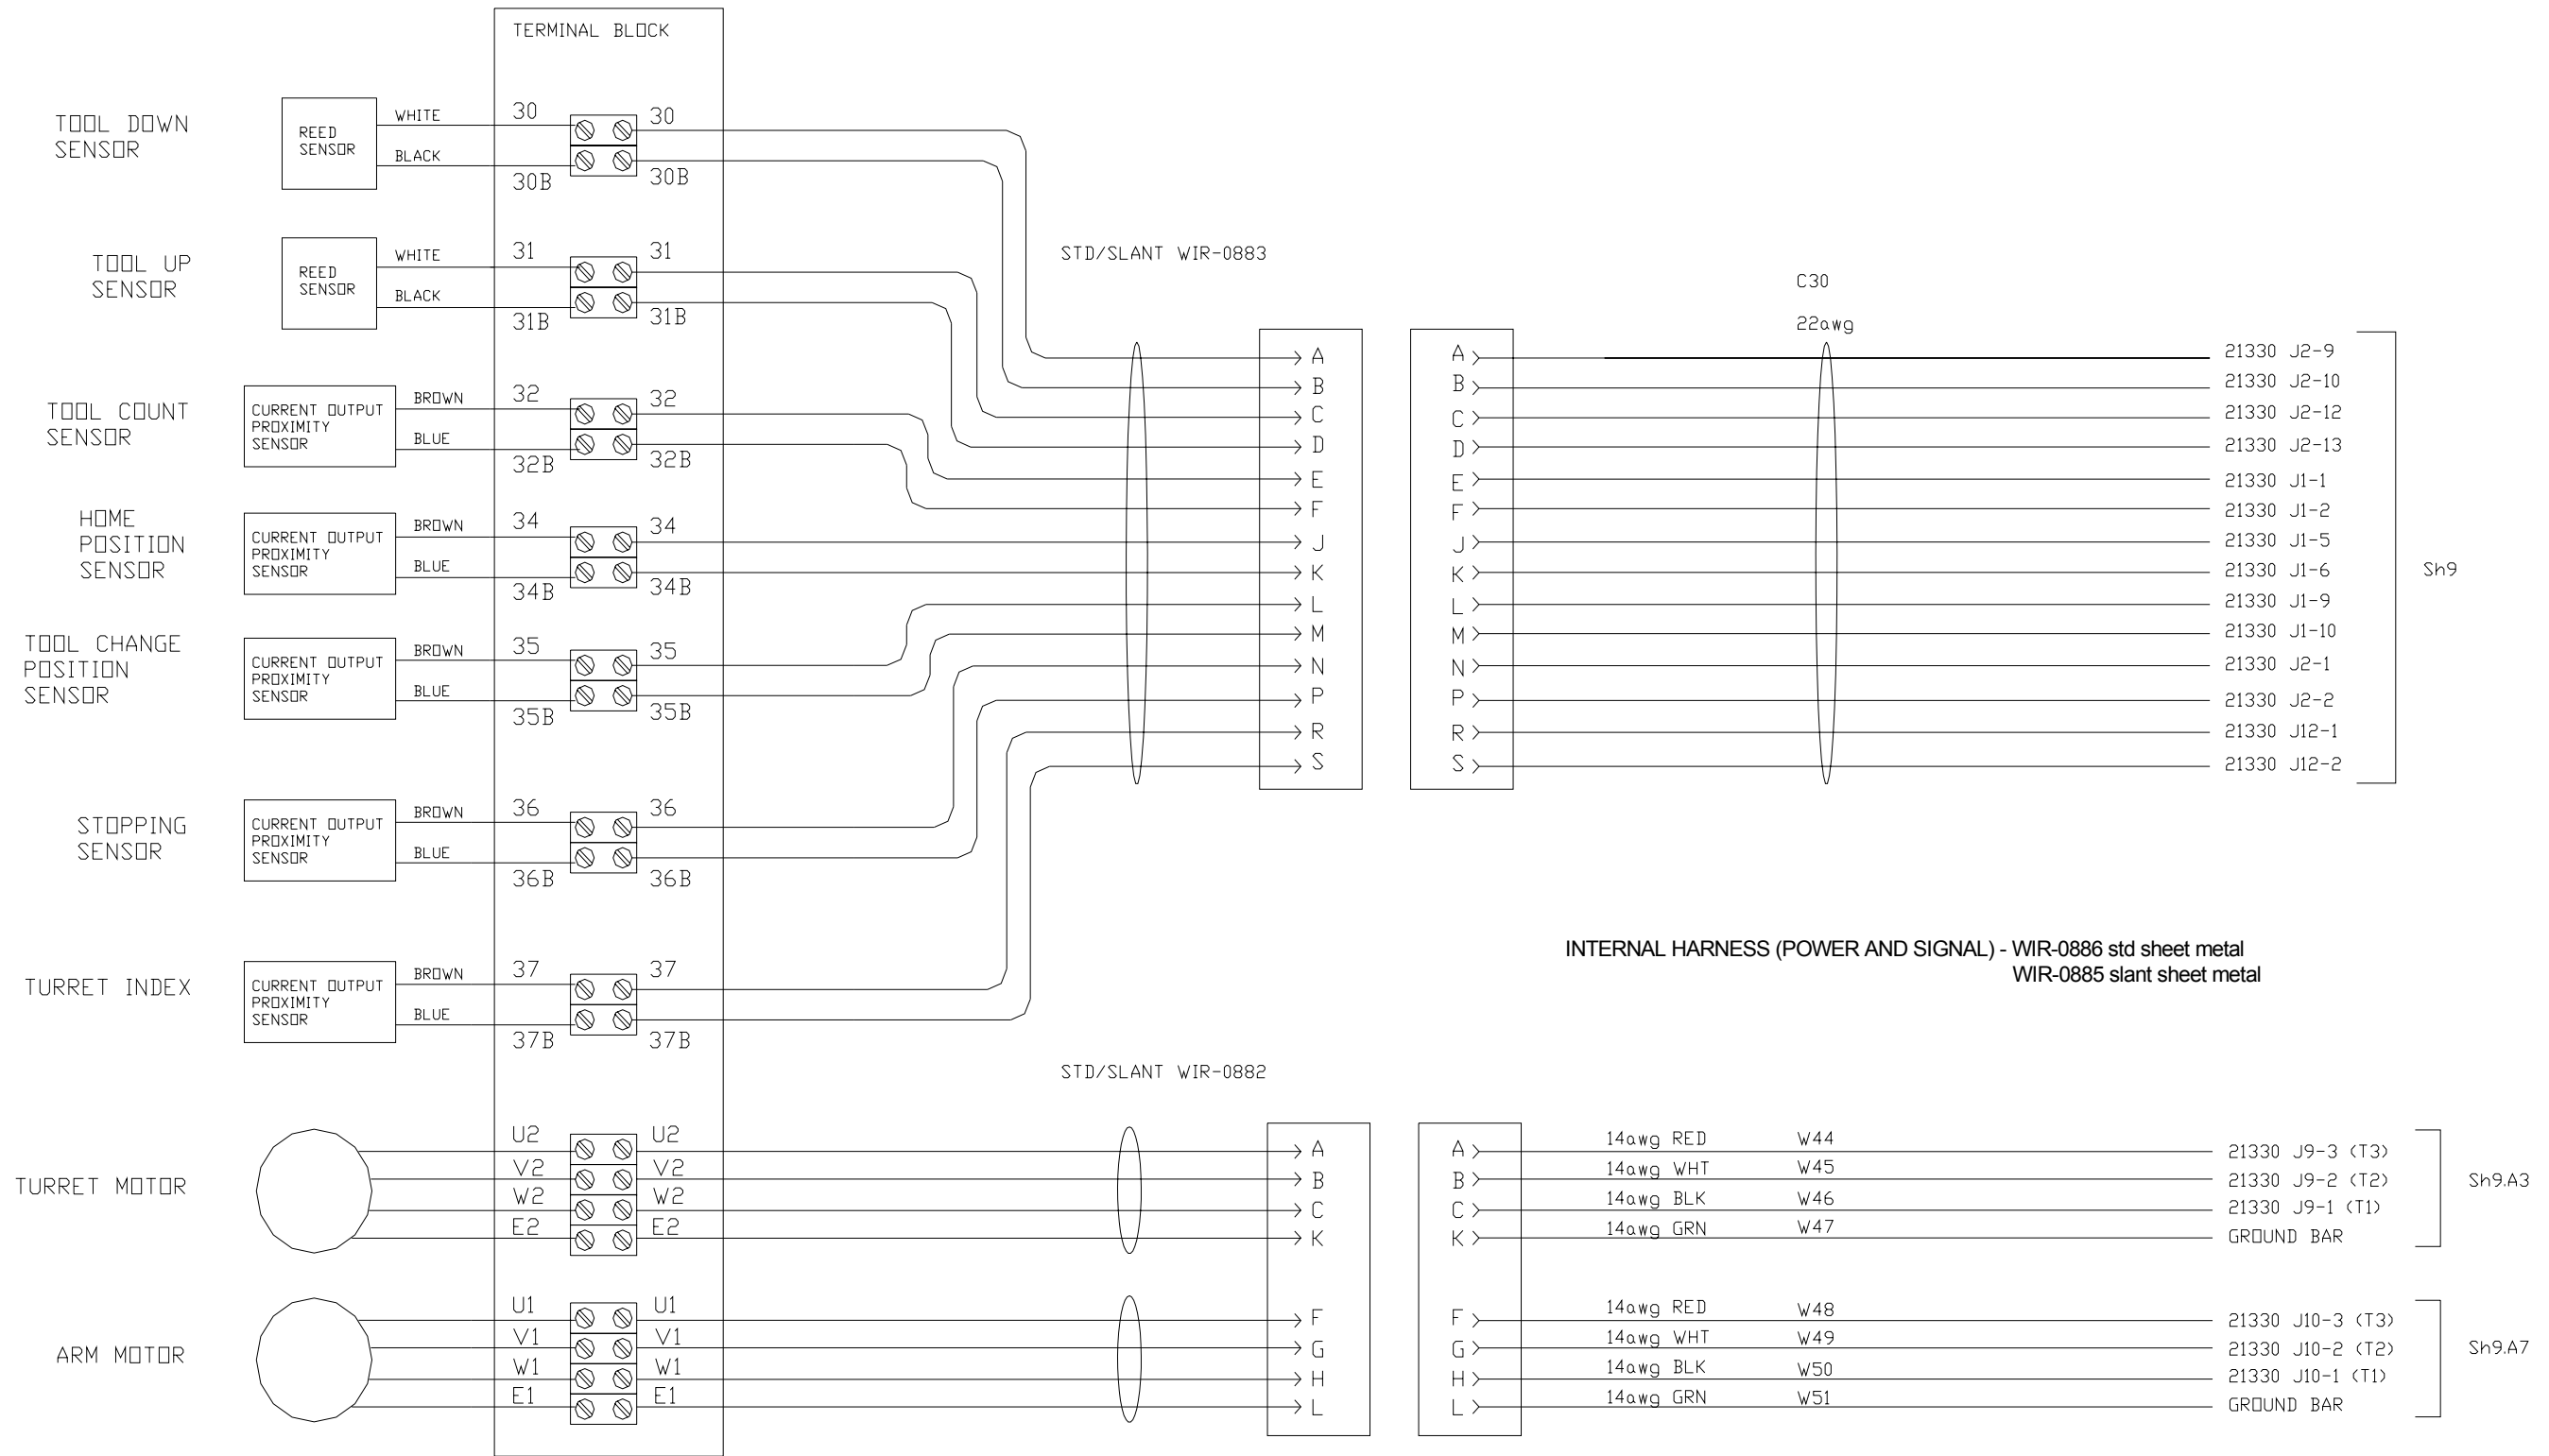 TERMINAL BLOCK
TOOL DOWN
SENSOR
REED
SENSOR
WHITE
BLACK
30
30B
30
30B
TOOL UP
SENSOR
REED
SENSOR
WHITE
BLACK
31
31B
31
31B
TOOL COUNT
SENSOR
CURRENT OUTPUT
PROXIMITY
SENSOR
BROWN
BLUE
32
32B
32
32B
HOME
POSITION
SENSOR
CURRENT OUTPUT
PROXIMITY
SENSOR
BROWN
BLUE
34
34B
34
34B
TOOL CHANGE
POSITION
SENSOR
CURRENT OUTPUT
PROXIMITY
SENSOR
BROWN
BLUE
35
35B
35
35B
STOPPING
SENSOR
CURRENT OUTPUT
PROXIMITY
SENSOR
BROWN
BLUE
36
36B
36
36B
TURRET INDEX
CURRENT OUTPUT
PROXIMITY
SENSOR
BROWN
BLUE
37
37B
37
37B
STD/SLANT WIR-0883
A
B
C
D
E
F
J
K
L
M
N
P
R
S
C30
22awg
A
B
C
D
E
F
J
K
L
M
N
P
R
S
21330 J2-9
21330 J2-10
21330 J2-12
21330 J2-13
21330 J1-1
21330 J1-2
21330 J1-5
21330 J1-6
21330 J1-9
21330 J1-10
21330 J2-1
21330 J2-2
21330 J12-1
21330 J12-2
Sh9
INTERNAL HARNESS (POWER AND SIGNAL) - WIR-0886 std sheet metal
WIR-0885 slant sheet metal
STD/SLANT WIR-0882
TURRET MOTOR
U2
V2
W2
E2
U2
V2
W2
E2
A
B
C
K
A
B
C
K
14awg RED W44
14awg WHT W45
14awg BLK W46
14awg GRN W47
21330 J9-3 (T3)
21330 J9-2 (T2)
21330 J9-1 (T1)
GROUND BAR
Sh9.A3
ARM MOTOR
U1
V1
W1
E1
U1
V1
W1
E1
F
G
H
L
F
G
H
L
14awg RED W48
14awg WHT W49
14awg BLK W50
14awg GRN W51
21330 J10-3 (T3)
21330 J10-2 (T2)
21330 J10-1 (T1)
GROUND BAR
Sh9.A7